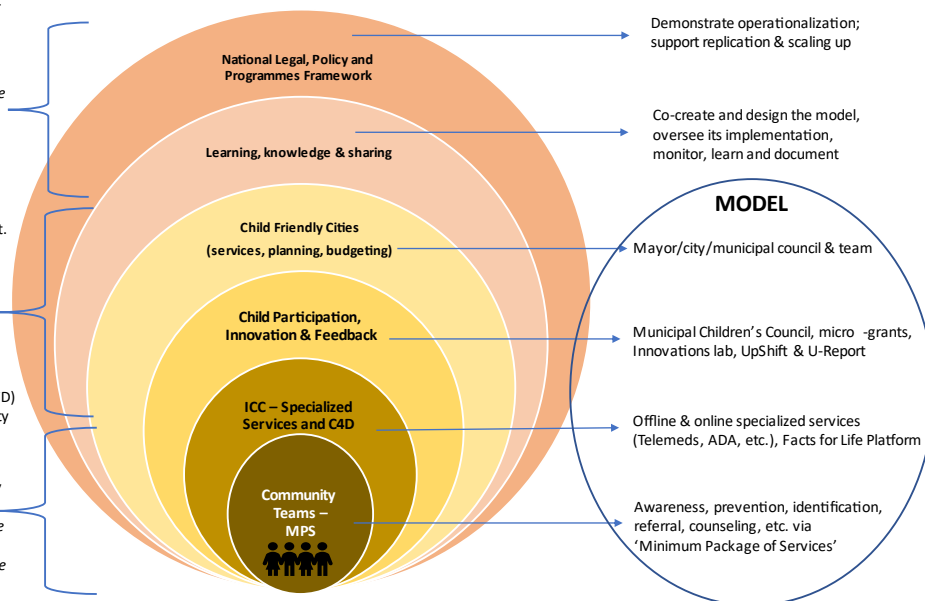 National Legal, Policy and
Programmes Framework
Demonstrate operationalization;
support replication & scaling up
Learning, knowledge & sharing
Co-create and design the model,
oversee its implementation,
monitor, learn and document
MODEL
Child Friendly Cities
(services, planning, budgeting)
Mayor/city/municipal council & team
Child Participation,
Innovation & Feedback
Municipal Children's Council, micro -grants,
Innovations lab, UpShift & U-Report
ICC – Specialized
Services and C4D
Offline & online specialized services
(Telemeds, ADA, etc.), Facts for Life Platform
Community
Teams –
MPS
Awareness, prevention, identification,
referral, counseling, etc. via
‘Minimum Package of Services’